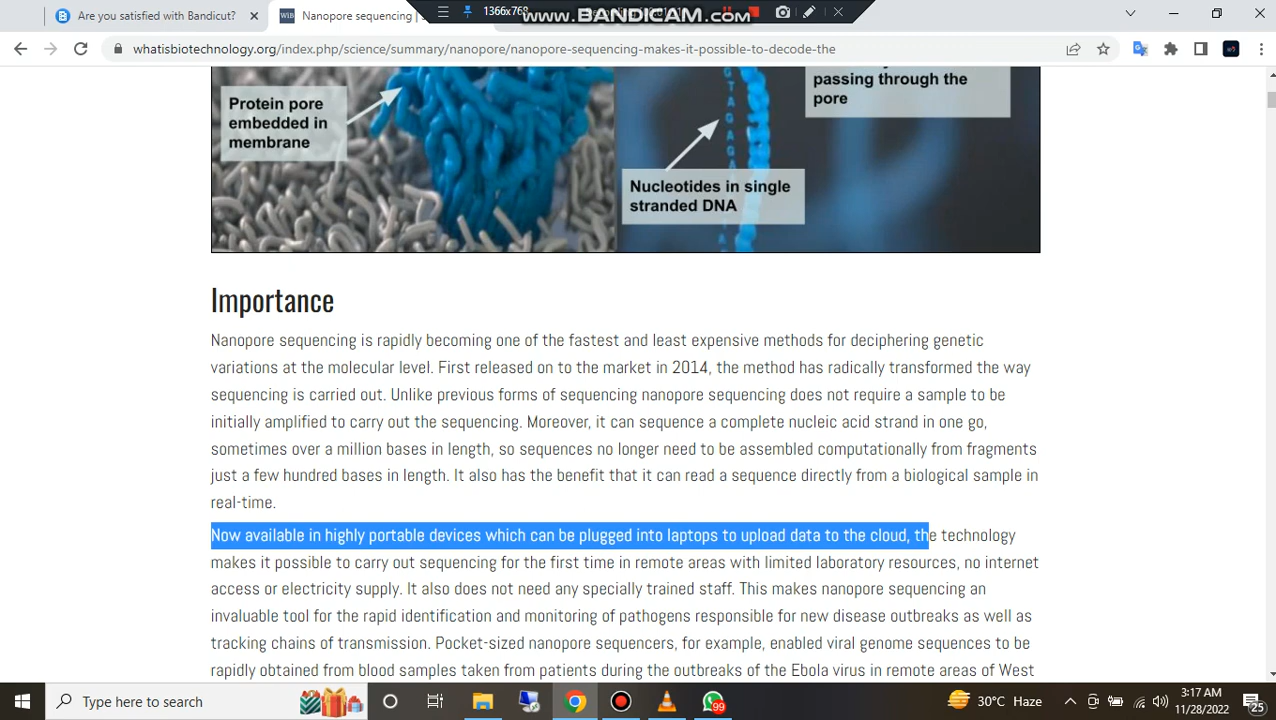 Are you satisfied with Bandicut?
WiB
Nanopore sequencing |
1366x768
www.BANDICAM.com
whatisbiotechnology.org/index.php/science/summary/nanopore/nanopore-sequencing-makes-it-possible-to-decode-the
Protein pore
embedded in
membrane
T
A
G
A
G
A
Nucleotides in single
stranded DNA
passing through the
pore
Importance
Nanopore sequencing is rapidly becoming one of the fastest and least expensive methods for deciphering genetic
variations at the molecular level. First released on to the market in 2014, the method has radically transformed the way
sequencing is carried out. Unlike previous forms of sequencing nanopore sequencing does not require a sample to be
initially amplified to carry out the sequencing. Moreover, it can sequence a complete nucleic acid strand in one go,
sometimes over a million bases in length, so sequences no longer need to be assembled computationally from fragments
just a few hundred bases in length. It also has the benefit that it can read a sequence directly from a biological sample in
real-time.
Now available in highly portable devices which can be plugged into laptops to upload data to the cloud, the technology
makes it possible to carry out sequencing for the first time in remote areas with limited laboratory resources, no internet
access or electricity supply. It also does not need any specially trained staff. This makes nanopore sequencing an
invaluable tool for the rapid identification and monitoring of pathogens responsible for new disease outbreaks as well as
tracking chains of transmission. Pocket-sized nanopore sequencers, for example, enabled viral genome sequences to be
rapidly obtained from blood samples taken from patients during the outbreaks of the Ebola virus in remote areas of West
Type here to search
99
30°C Haze
3:17 AM
11/28/2022
25